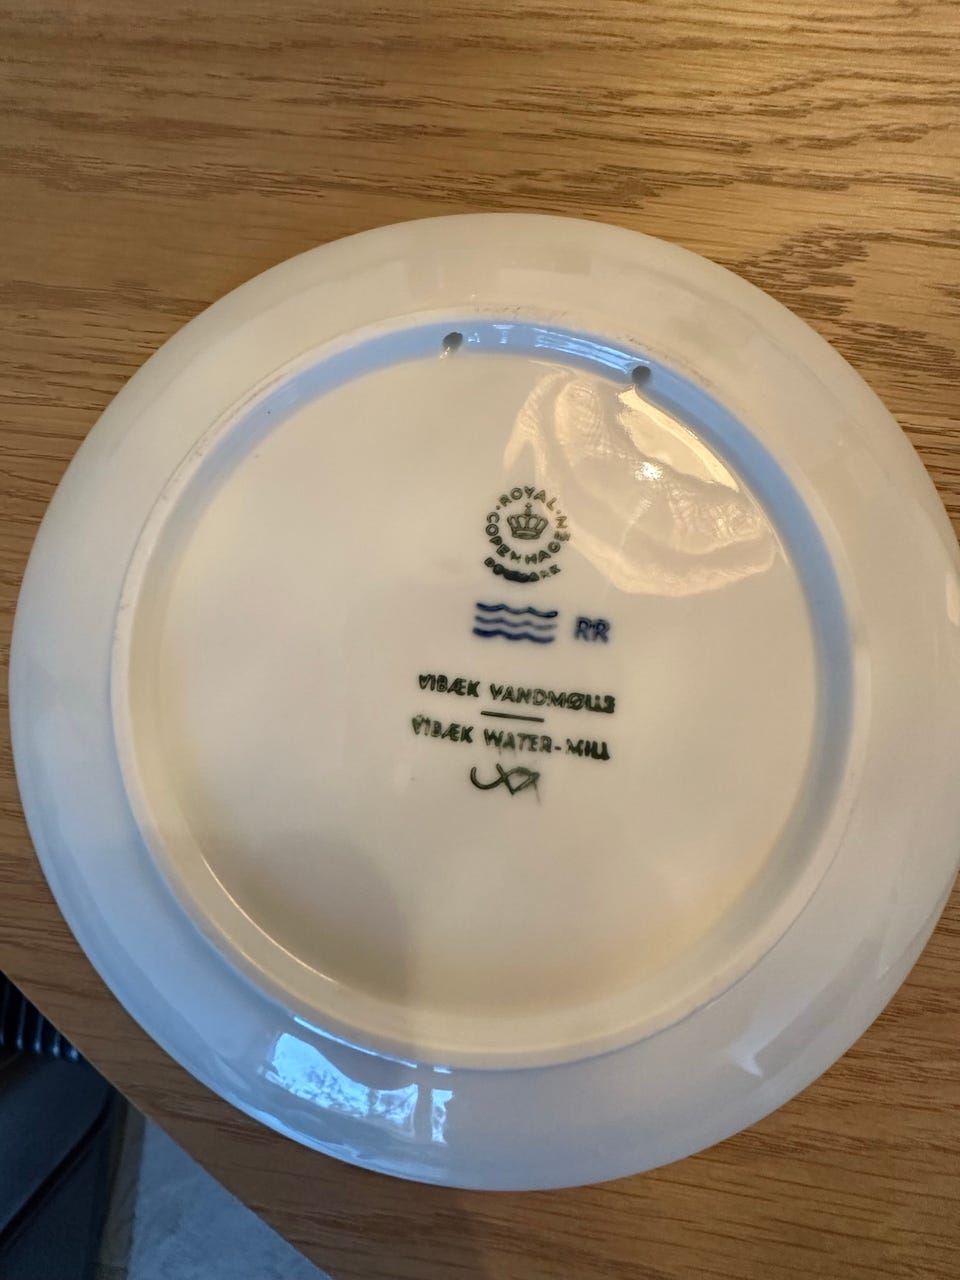 ROYAL COPENHAGEN
DENMARK
RR
VIBÆK VANDMØLLE
VIBÆK WATER-MILL